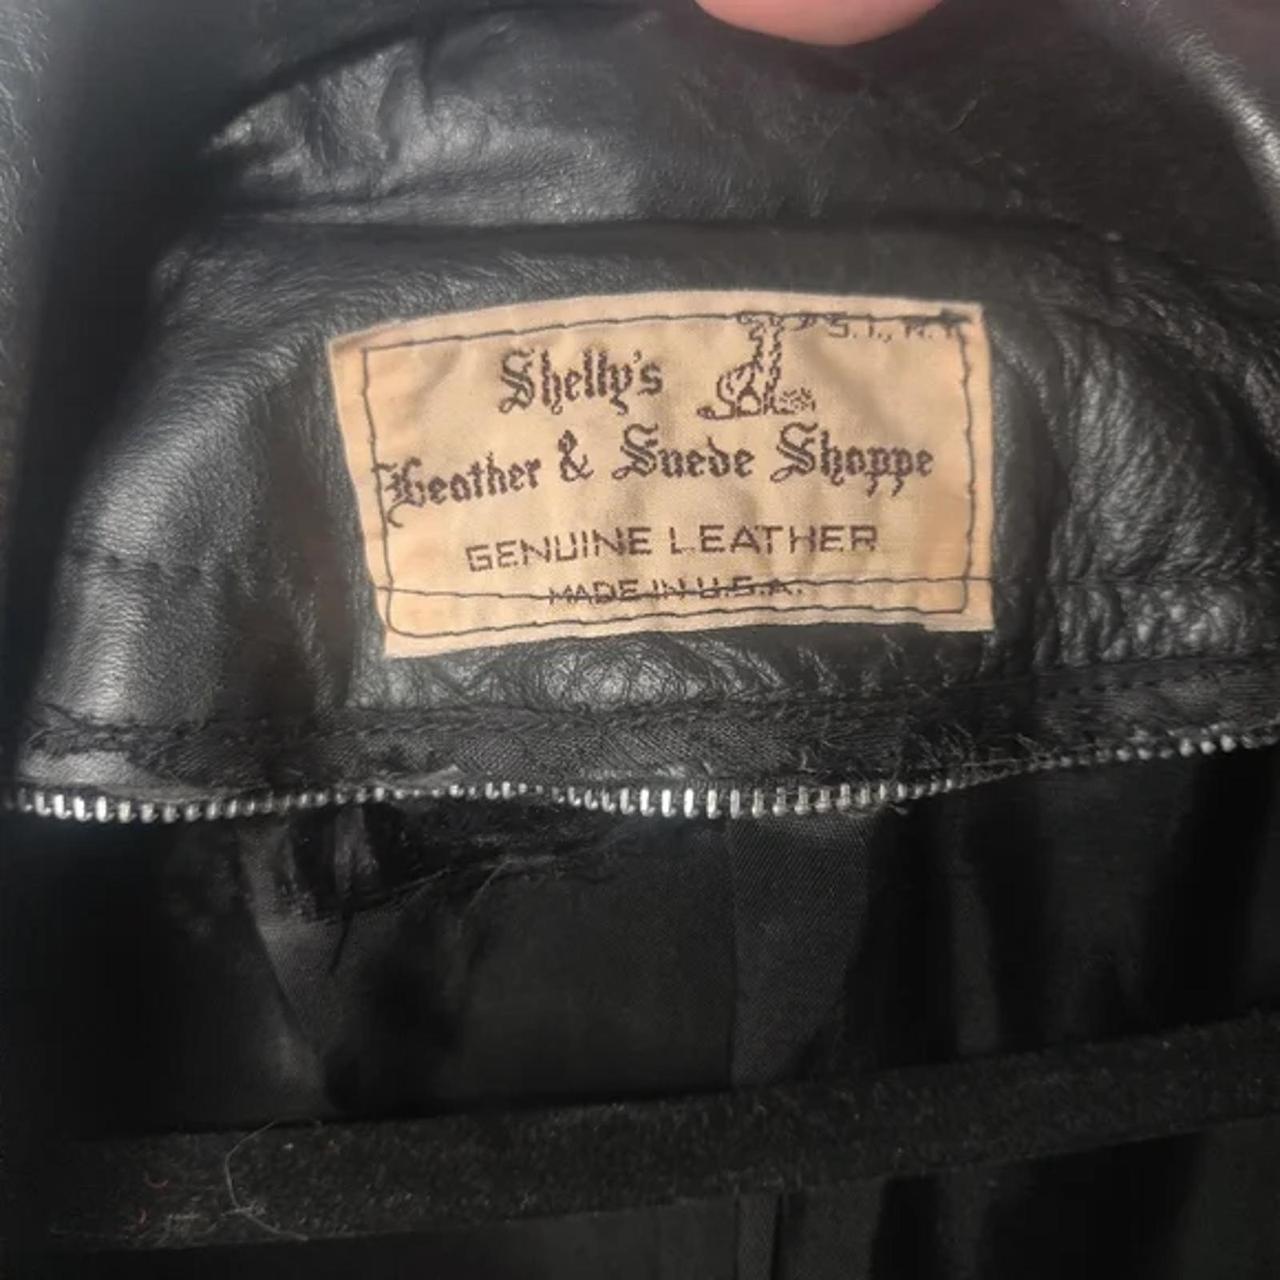 S.I., N.Y.
Shelly's
Leather & Suede Shoppe
GENUINE LEATHER
MADE IN U.S.A.